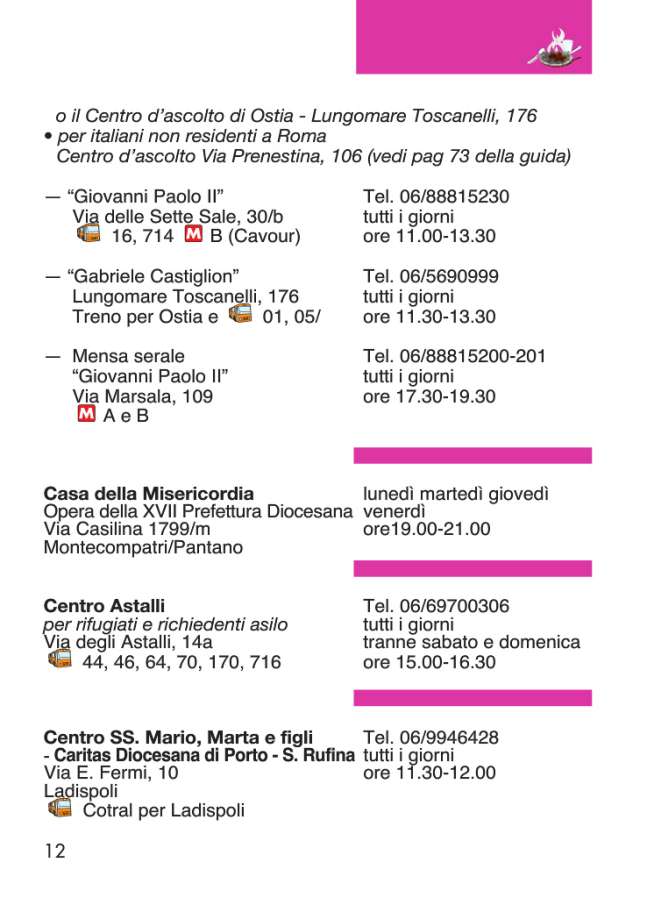 o il Centro d’ascolto di Ostia - Lungomare Toscanelli, 176
• per italiani non residenti a Roma
Centro d’ascolto Via Prenestina, 106 (vedi pag 73 della guida)
— “Giovanni Paolo II” Tel. 06/88815230
Via delle Sette Sale, 30/b tutti i giorni
16, 714 M B (Cavour) ore 11.00-13.30
— “Gabriele Castiglion” Tel. 06/5690999
Lungomare Toscanelli, 176 tutti i giorni
Treno per Ostia e 01, 05/ ore 11.30-13.30
— Mensa serale Tel. 06/88815200-201
“Giovanni Paolo II” tutti i giorni
Via Marsala, 109 ore 17.30-19.30
M A e B
Casa della Misericordia lunedì martedì giovedì
Opera della XVII Prefettura Diocesana venerdì
Via Casilina 1799/m ore19.00-21.00
Montecompatri/Pantano
Centro Astalli Tel. 06/69700306
per rifugiati e richiedenti asilo tutti i giorni
Via degli Astalli, 14a tranne sabato e domenica
44, 46, 64, 70, 170, 716 ore 15.00-16.30
Centro SS. Mario, Marta e figli Tel. 06/9946428
- Caritas Diocesana di Porto - S. Rufina tutti i giorni
Via E. Fermi, 10 ore 11.30-12.00
Ladispoli
Cotral per Ladispoli
12